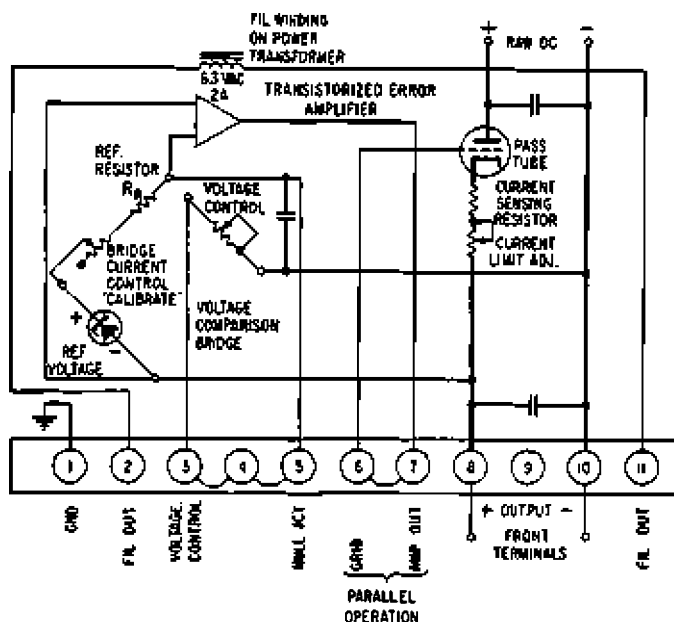 FIL WINDING
ON POWER
TRANSFORMER
6.3 VAC
2A
+
-
RAW DC
TRANSISTORIZED ERROR
AMPLIFIER
PASS
TUBE
REF.
RESISTOR
VOLTAGE
CONTROL
CURRENT
SENSING
RESISTOR
CURRENT
LIMIT ADJ.
BRIDGE
CURRENT
CONTROL
"CALIBRATE"
VOLTAGE
COMPARISON
BRIDGE
+
-
REF
VOLTAGE
1
2
3
4
5
6
7
8
9
10
11
GND
FIL OUT
VOLTAGE
CONTROL
NULL JCT
GRID
AMP OUT
+ OUTPUT -
FRONT
TERMINALS
FIL OUT
PARALLEL
OPERATION